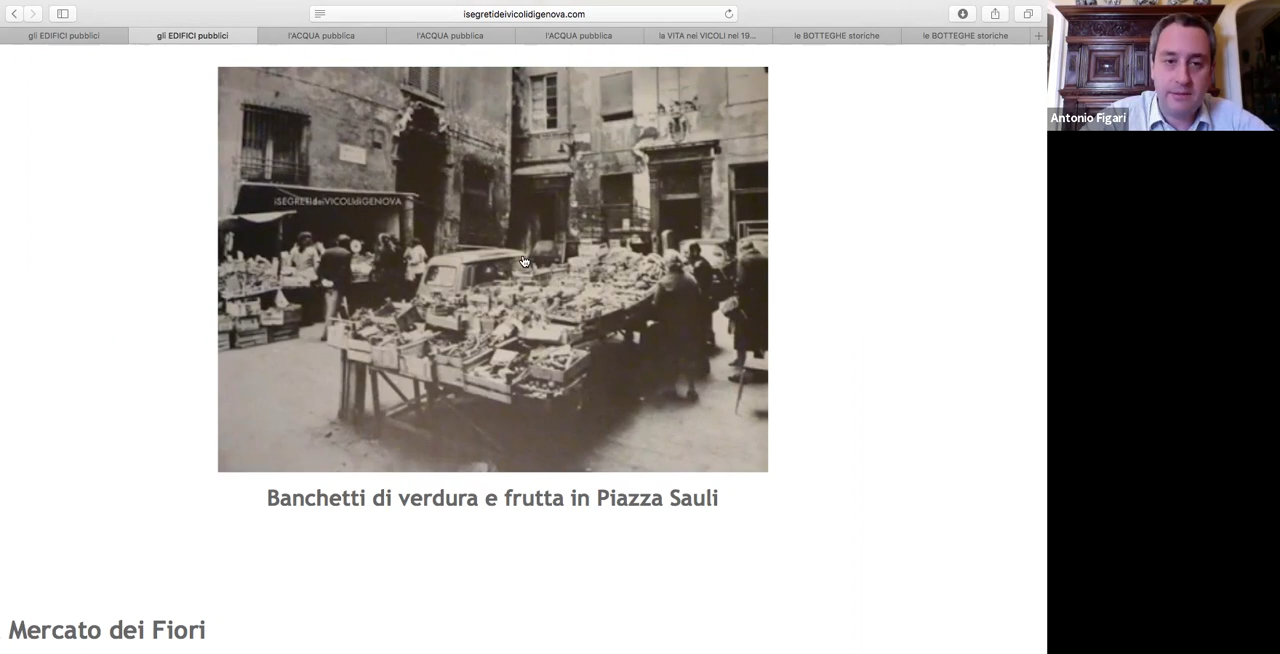 isegretideivicolidigenova.com
gli EDIFICI pubblici
gli EDIFICI pubblici
l'ACQUA pubblica
l'ACQUA pubblica
l'ACQUA pubblica
la VITA nei VICOLI nel 19...
le BOTTEGHE storiche
le BOTTEGHE storiche
Antonio Figari
iSEGRETIdeiVICOLIdiGENOVA
Banchetti di verdura e frutta in Piazza Sauli
Mercato dei Fiori